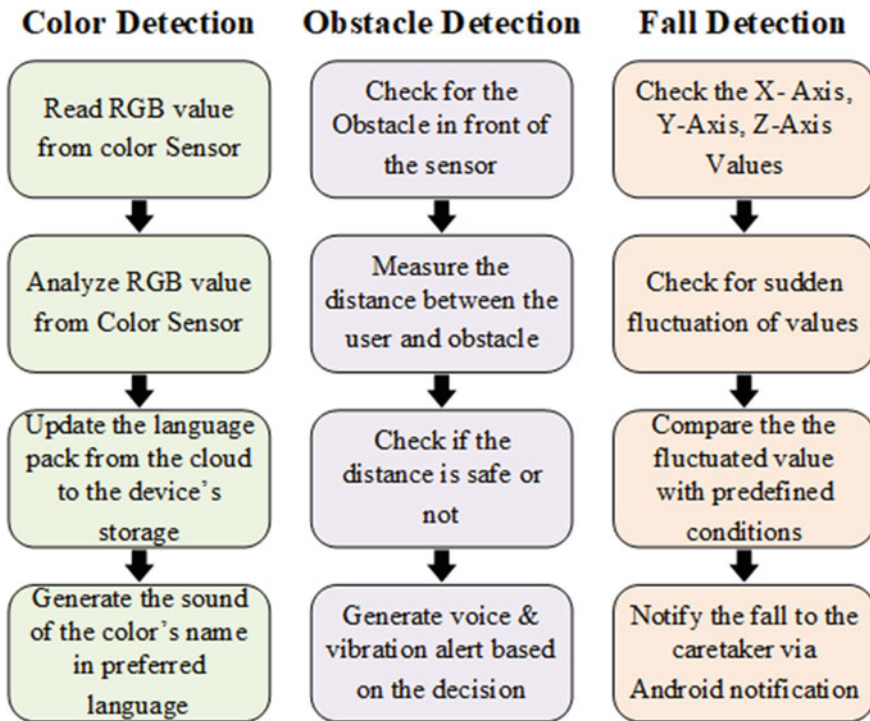 Color Detection
Read RGB value
from color Sensor
Analyze RGB value
from Color Sensor
Update the language
pack from the cloud
to the device's
storage
Generate the sound
of the color's name
in preferred
language
Obstacle Detection
Check for the
Obstacle in front of
the sensor
Measure the
distance between the
user and obstacle
Check if the
distance is safe or
not
Generate voice &
vibration alert based
on the decision
Fall Detection
Check the X- Axis,
Y-Axis, Z-Axis
Values
Check for sudden
fluctuation of values
Compare the the
fluctuated value
with predefined
conditions
Notify the fall to the
caretaker via
Android notification